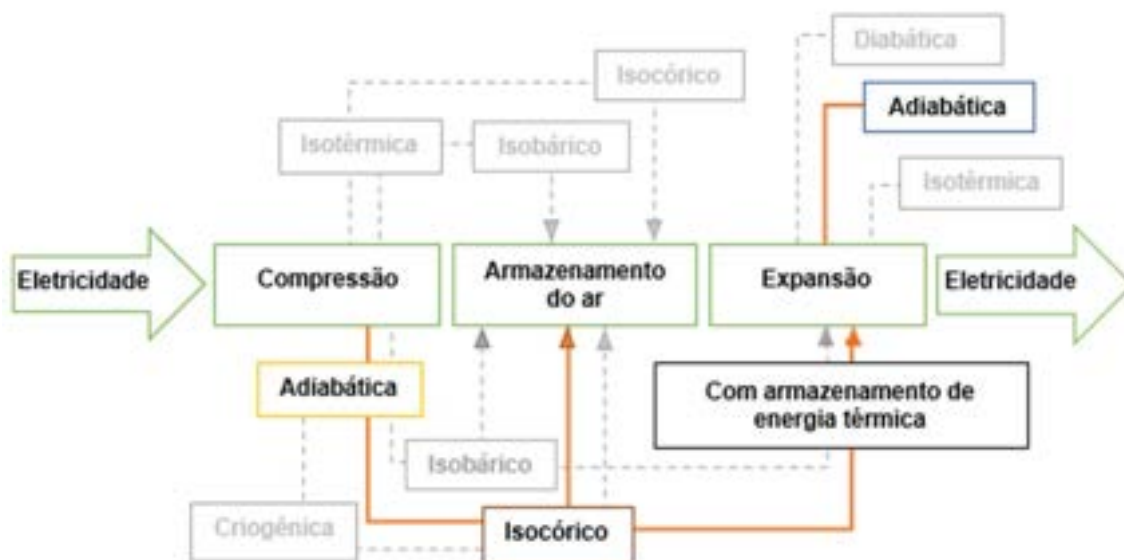 Diabática
Isocórico
Adiabática
Isotérmica
Isobárico
Isotérmica
Eletricidade
Compressão
Armazenamento
do ar
Expansão
Eletricidade
Adiabática
Com armazenamento de
energia térmica
Isobárico
Criogênica
Isocórico